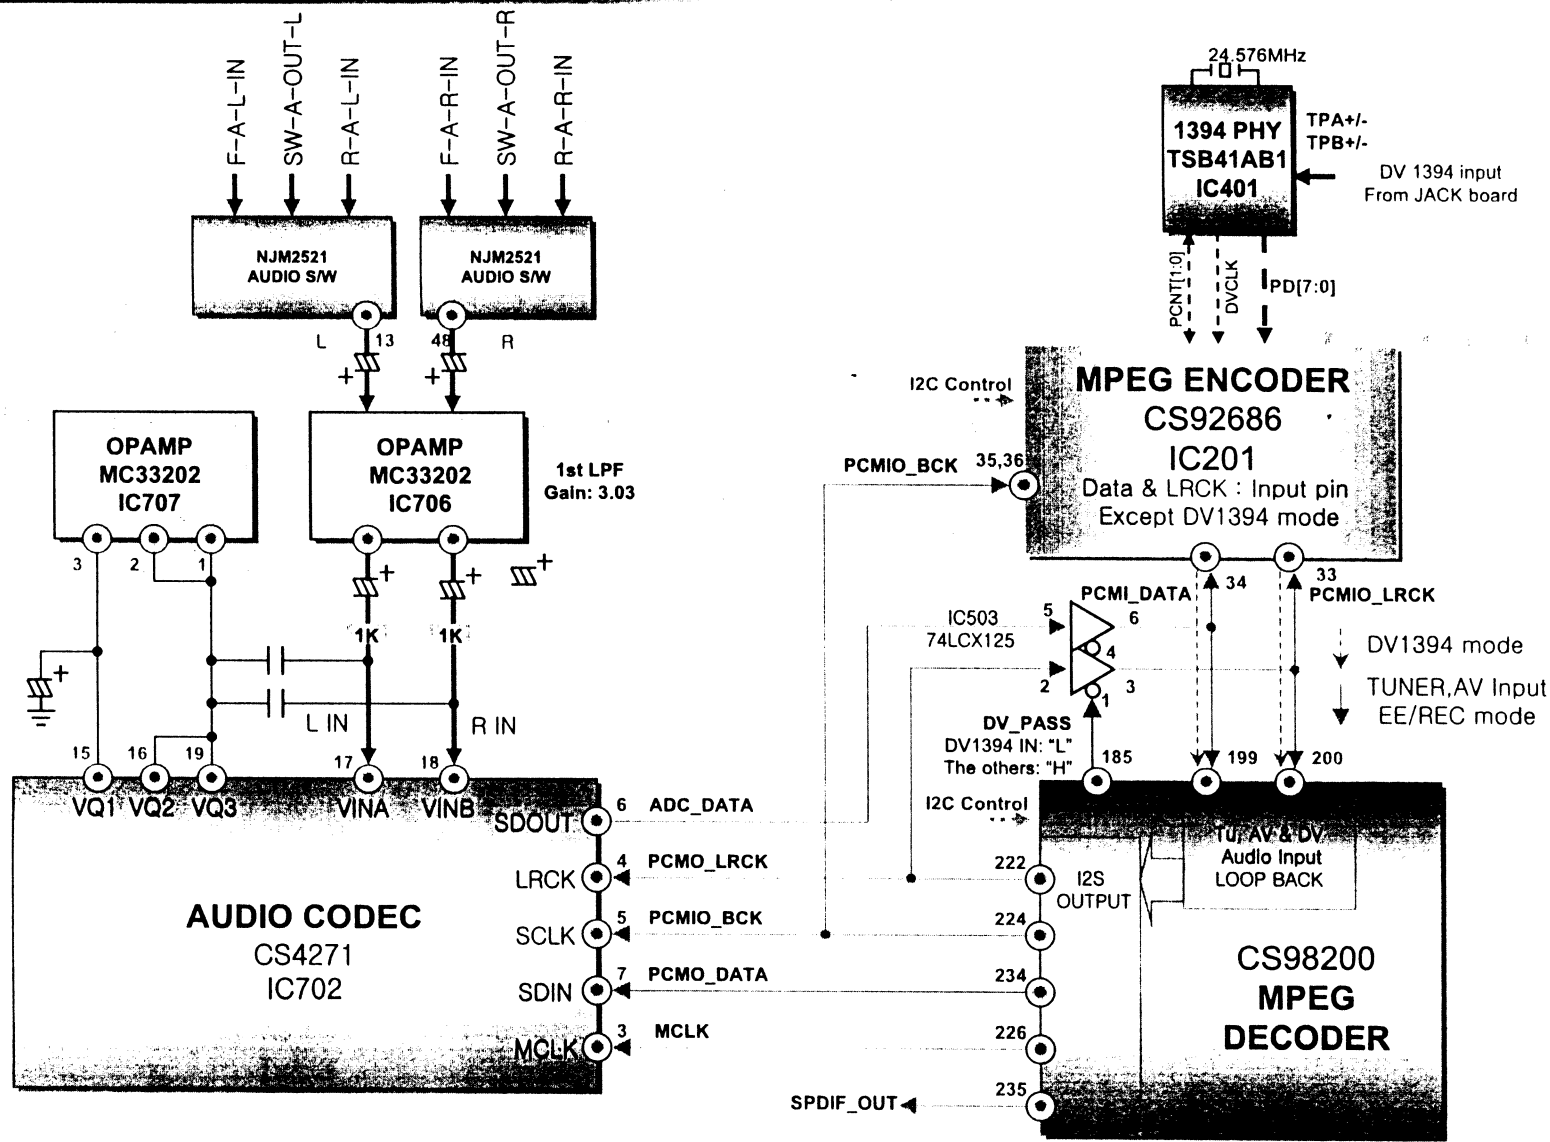 F-A-L-IN
SW-A-OUT-L
R-A-L-IN
F-A-R-IN
SW-A-OUT-R
R-A-R-IN
NJM2521
AUDIO S/W
NJM2521
AUDIO S/W
L
13
48
R
+
+
OPAMP
MC33202
IC707
3
2
1
OPAMP
MC33202
IC706
1st LPF
Gain: 3.03
+
+
+
1K
1K
+
L IN
R IN
15
16
19
17
18
VQ1
VQ2
VQ3
VINA
VINB
AUDIO CODEC
CS4271
IC702
SDOUT
6
ADC_DATA
LRCK
4
PCMO_LRCK
SCLK
5
PCMIO_BCK
SDIN
7
PCMO_DATA
MCLK
3
MCLK
24.576MHz
1394 PHY
TSB41AB1
IC401
TPA+/-
TPB+/-
DV 1394 input
From JACK board
PCNT[1:0]
DVCLK
PD[7:0]
I2C Control
MPEG ENCODER
CS92686
IC201
Data & LRCK : Input pin
Except DV1394 mode
PCMIO_BCK
35,36
34
33
PCMI_DATA
PCMIO_LRCK
IC503
74LCX125
5
6
4
2
3
1
DV_PASS
DV1394 IN: "L"
The others: "H"
DV1394 mode
TUNER,AV Input
EE/REC mode
185
199
200
I2C Control
Tu, AV & DV
Audio Input
LOOP BACK
I2S
OUTPUT
222
224
234
226
235
CS98200
MPEG
DECODER
SPDIF_OUT